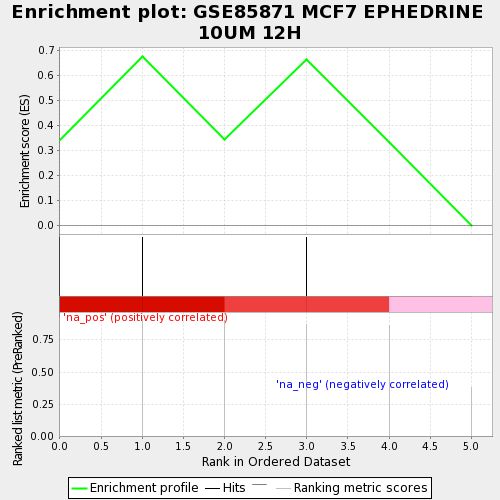 Enrichment plot: GSE85871 MCF7 EPHEDRINE
10UM 12H
Enrichment score (ES)
0.7
0.6
0.5
0.4
0.3
0.2
0.1
0.0
'na_pos' (positively correlated)
'na_neg' (negatively correlated)
Ranked list metric (PreRanked)
0.75
0.50
0.25
0.00
0.0 0.5 1.0 1.5 2.0 2.5 3.0 3.5 4.0 4.5 5.0
Rank in Ordered Dataset
Enrichment profile Hits Ranking metric scores